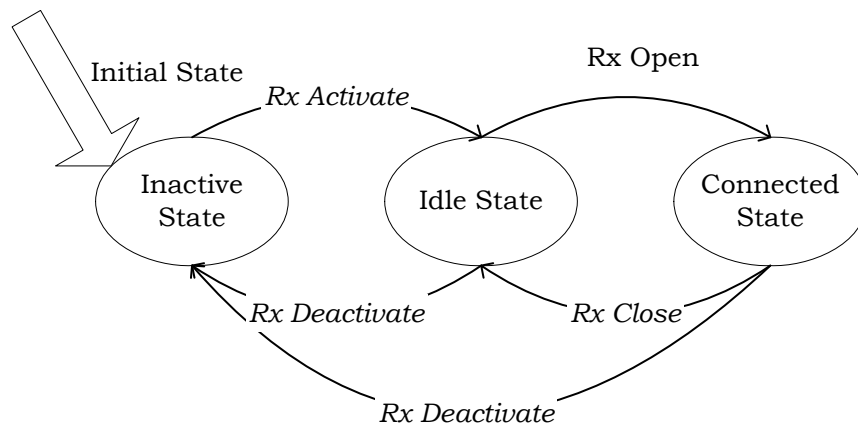 Initial State
Rx Open
Rx Activate
Inactive
State
Idle State
Connected
State
Rx Deactivate
Rx Close
Rx Deactivate